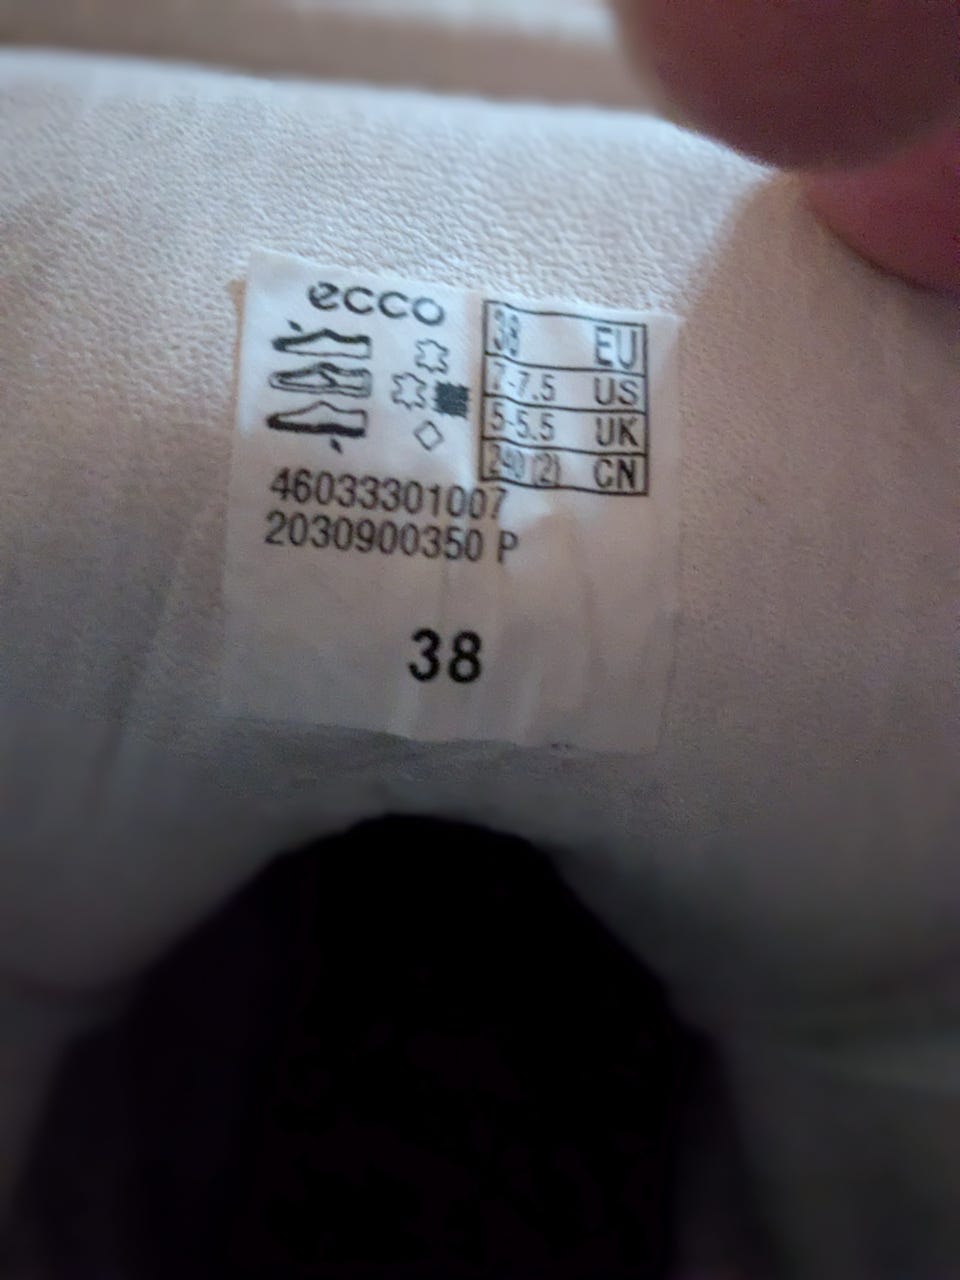 ecco
38 EU
7-7.5 US
5-5.5 UK
240 (2) CN
46033301007
2030900350 P
38